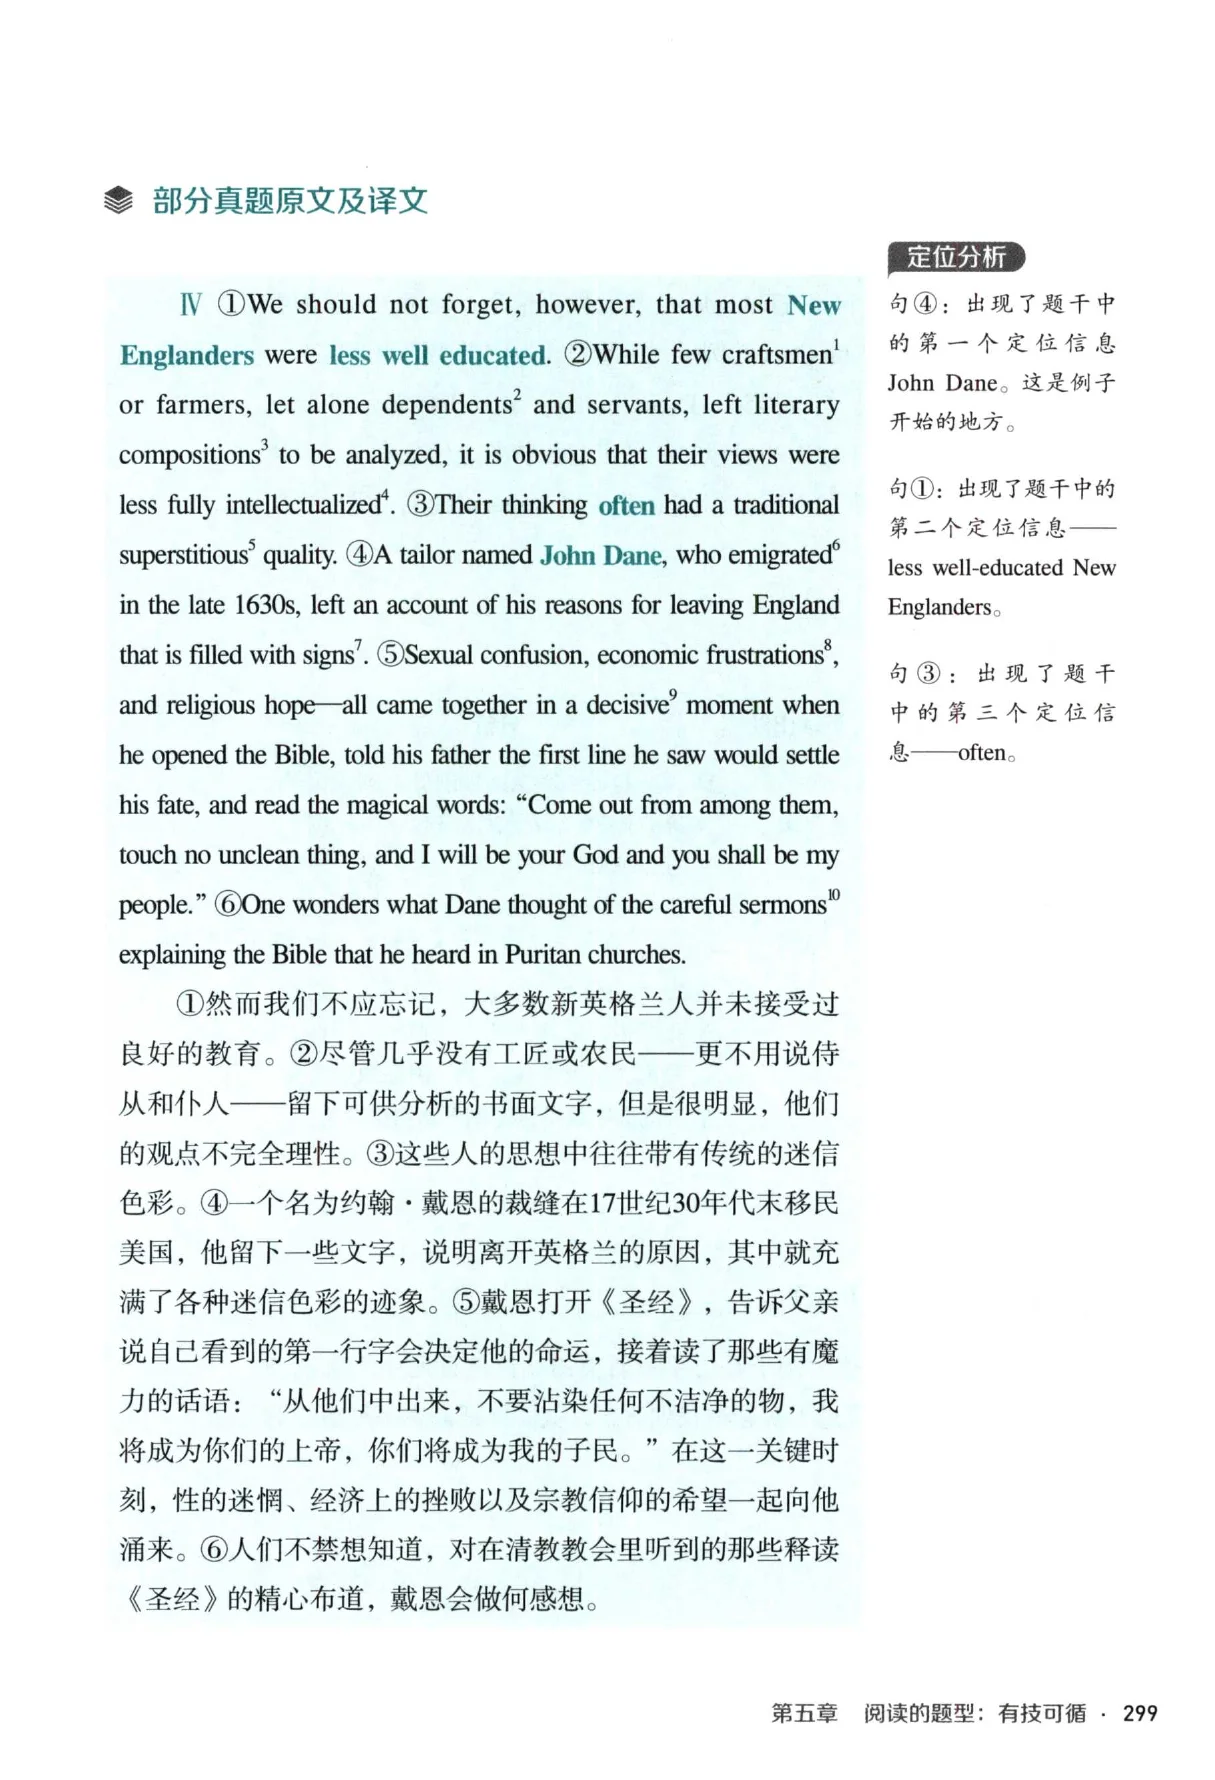 部分真题原文及译文
Ⅳ ①We should not forget, however, that most New
Englanders were less well educated. ②While few craftsmen¹
or farmers, let alone dependents² and servants, left literary
compositions³ to be analyzed, it is obvious that their views were
less fully intellectualized⁴. ③Their thinking often had a traditional
superstitious⁵ quality. ④A tailor named John Dane, who emigrated⁶
in the late 1630s, left an account of his reasons for leaving England
that is filled with signs⁷. ⑤Sexual confusion, economic frustrations⁸,
and religious hope—all came together in a decisive⁹ moment when
he opened the Bible, told his father the first line he saw would settle
his fate, and read the magical words: “Come out from among them,
touch no unclean thing, and I will be your God and you shall be my
people.” ⑥One wonders what Dane thought of the careful sermons¹⁰
explaining the Bible that he heard in Puritan churches.
①然而我们不应忘记，大多数新英格兰人并未接受过
良好的教育。②尽管几乎没有工匠或农民——更不用说侍
从和仆人——留下可供分析的书面文字，但是很明显，他们
的观点不完全理性。③这些人的思想中往往带有传统的迷信
色彩。④一个名为约翰·戴恩的裁缝在17世纪30年代末移民
美国，他留下一些文字，说明离开英格兰的原因，其中就充
满了各种迷信色彩的迹象。⑤戴恩打开《圣经》，告诉父亲
说自己看到的第一行字会决定他的命运，接着读了那些有魔
力的话语：“从他们中出来，不要沾染任何不洁净的物，我
将成为你们的上帝，你们将成为我的子民。”在这一关键时
刻，性的迷惘、经济上的挫败以及宗教信仰的希望一起向他
涌来。⑥人们不禁想知道，对在清教教会里听到的那些释读
《圣经》的精心布道，戴恩会做何感想。
定位分析
句④：出现了题干中
的第一个定位信息
John Dane。这是例子
开始的地方。
句①：出现了题干中的
第二个定位信息——
less well-educated New
Englanders。
句③：出现了题干
中的第三个定位信
息——often。
第五章 阅读的题型：有技可循 · 299